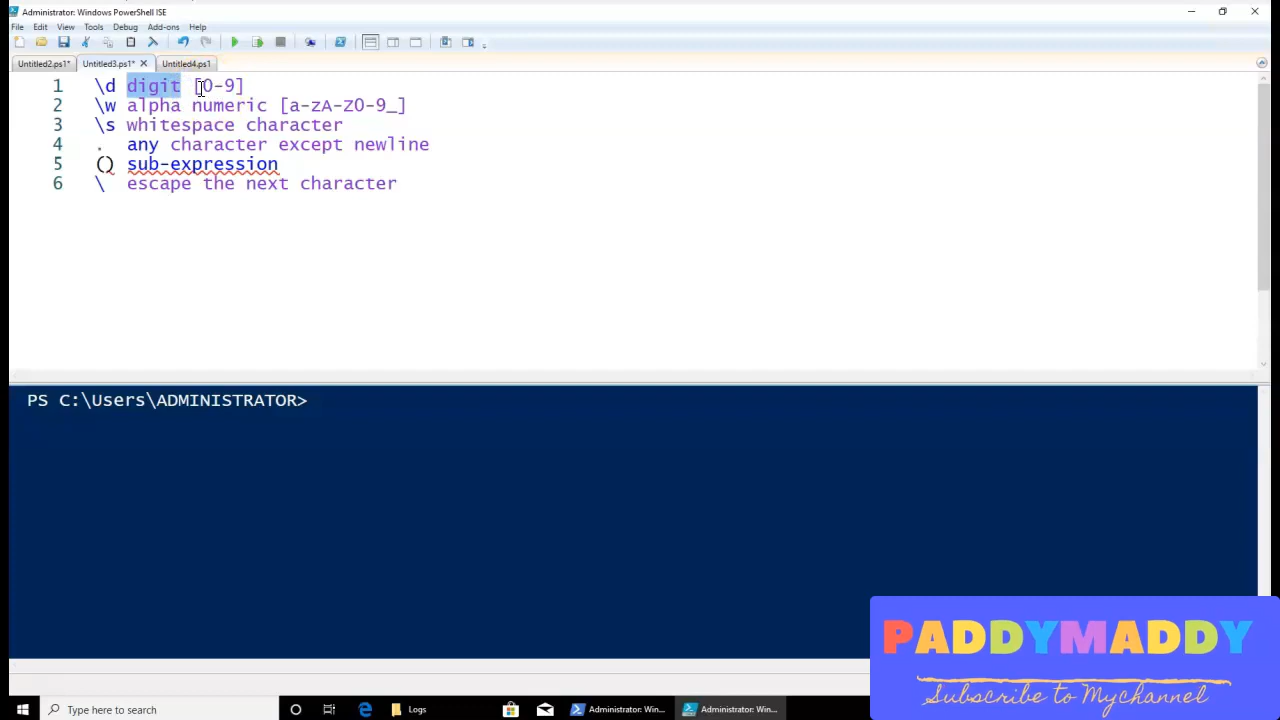 Administrator: Windows PowerShell ISE
File Edit View Tools Debug Add-ons Help
Untitled2.ps1* Untitled3.ps1* Untitled4.ps1
1 \d digit [0-9]
2 \w alpha numeric [a-zA-Z0-9_]
3 \s whitespace character
4 . any character except newline
5 () sub-expression
6 \ escape the next character
PS C:\Users\ADMINISTRATOR>
PADDYMADDY
Subscribe to Mychannel
Type here to search
Logs
Administrator: Win...
Administrator: Win...